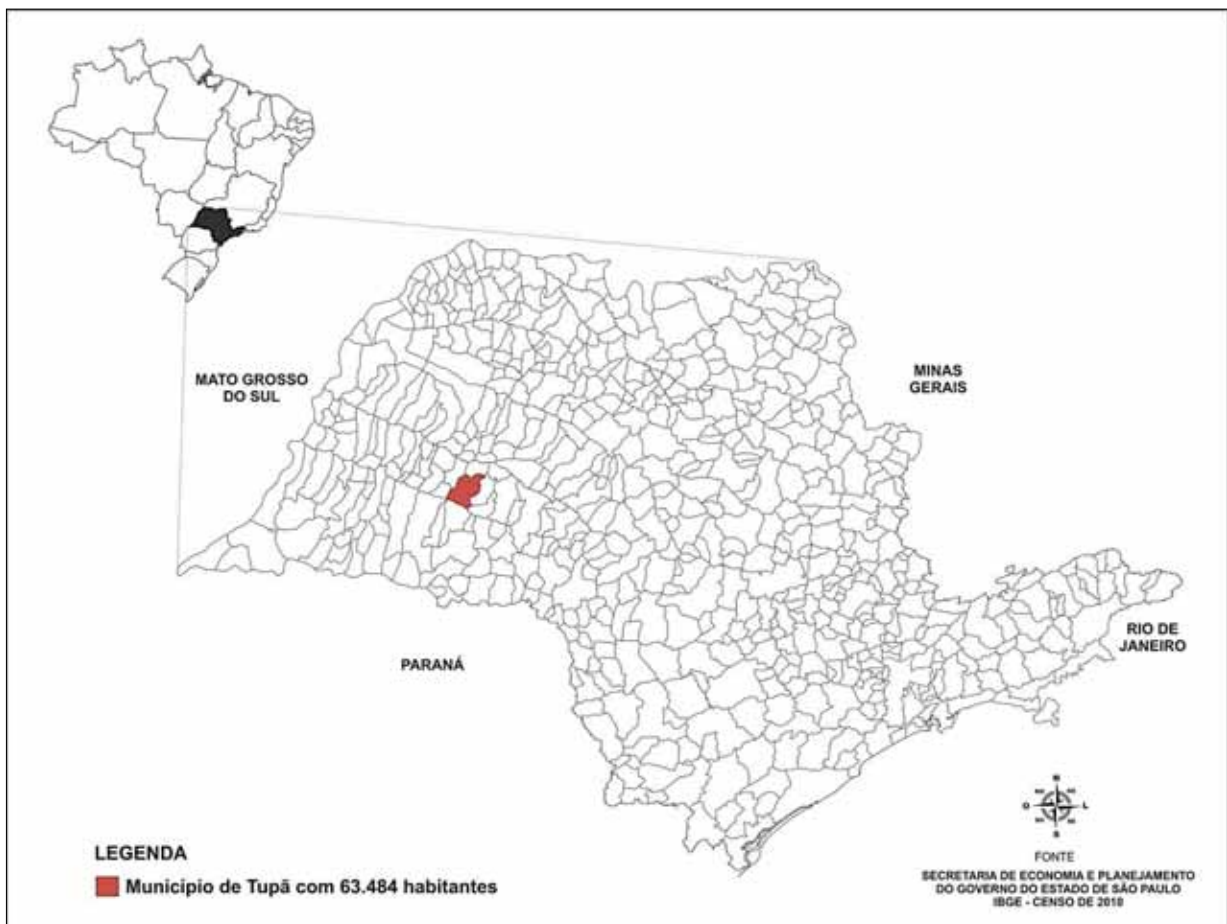 MATO GROSSO
DO SUL
MINAS
GERAIS
PARANÁ
RIO DE
JANEIRO
N
O
L
S
LEGENDA
Município de Tupã com 63.484 habitantes
FONTE
SECRETARIA DE ECONOMIA E PLANEJAMENTO
DO GOVERNO DO ESTADO DE SÃO PAULO
IBGE - CENSO DE 2010